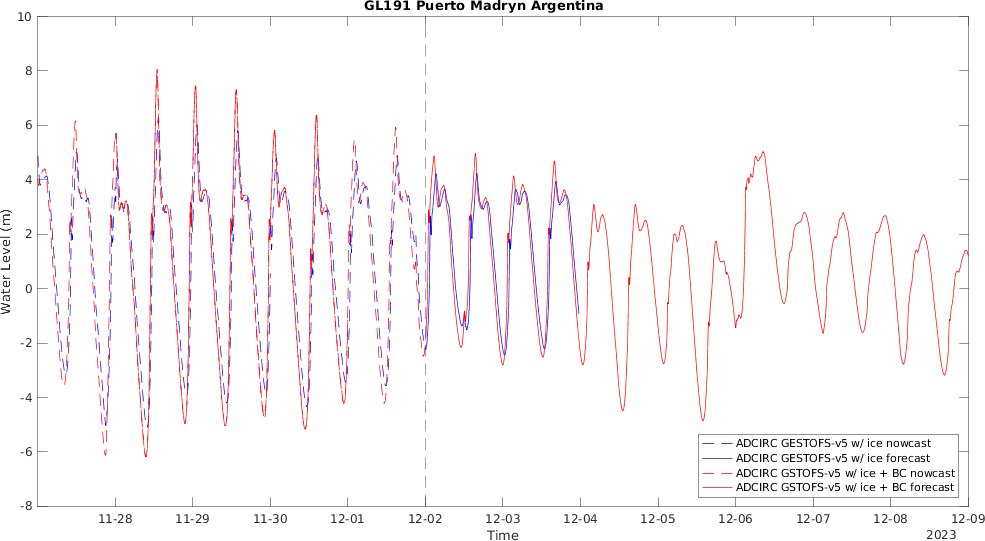 GL191 Puerto Madryn Argentina
10
8
6
4
2
0
-2
-4
-6
-8
Water Level (m)
11-28 11-29 11-30 12-01 12-02 12-03 12-04 12-05 12-06 12-07 12-08 12-09
Time
2023
ADCIRC GESTOFS-v5 w/ ice nowcast
ADCIRC GESTOFS-v5 w/ ice forecast
ADCIRC GSTOFS-v5 w/ ice + BC nowcast
ADCIRC GSTOFS-v5 w/ ice + BC forecast